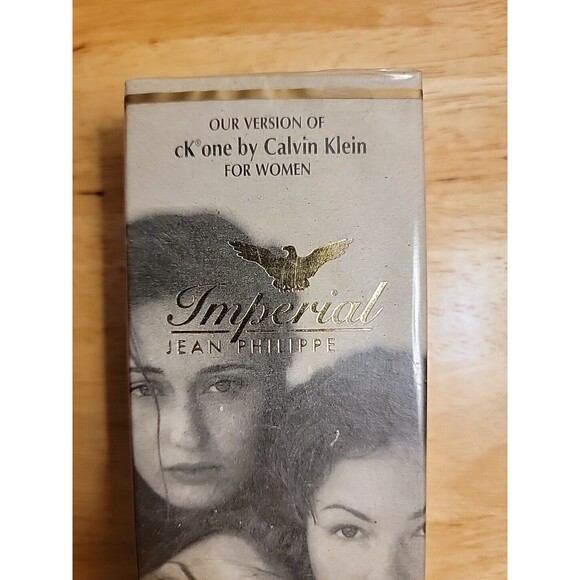 OUR VERSION OF
cK® one by Calvin Klein
FOR WOMEN
Imperial
JEAN PHILIPPE